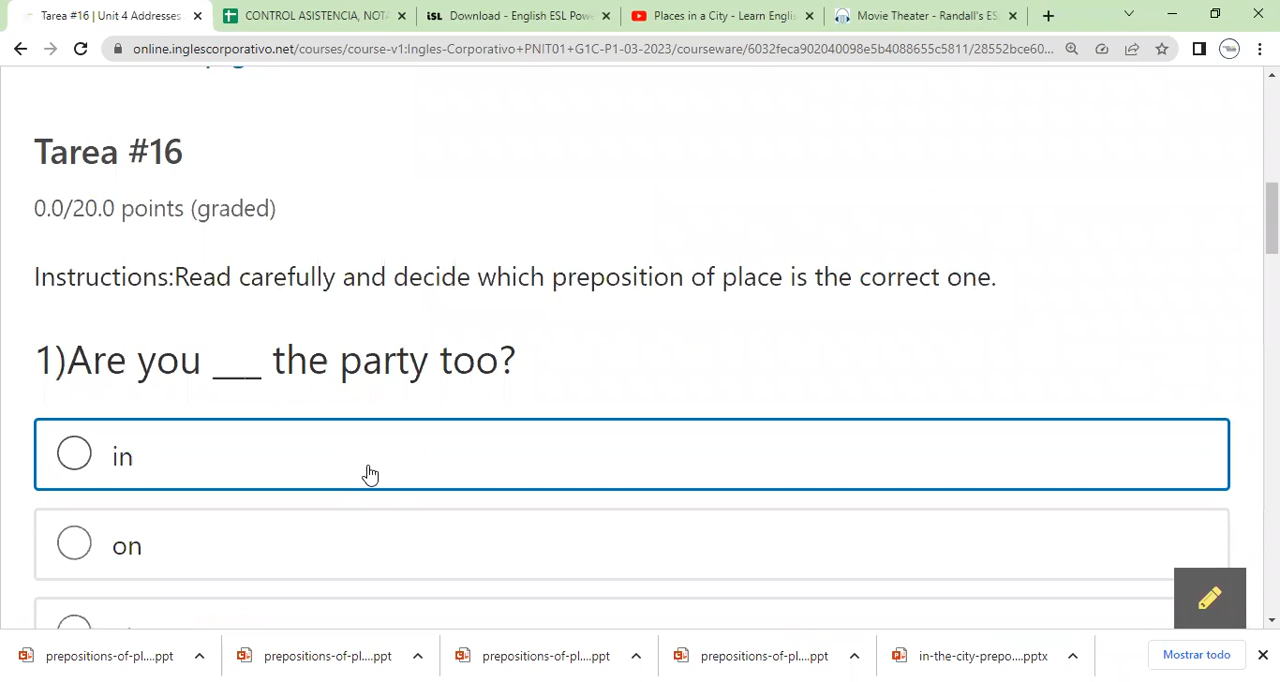 Tarea #16 | Unit 4 Addresses
CONTROL ASISTENCIA, NOTA
iSL Download - English ESL Pow
Places in a City - Learn Englis
Movie Theater - Randall's ES
online.inglescorporativo.net/courses/course-v1:Ingles-Corporativo+PNIT01+G1C-P1-03-2023/courseware/6032feca902040098e5b4088655c5811/28552bce60...
Tarea #16
0.0/20.0 points (graded)
Instructions:Read carefully and decide which preposition of place is the correct one.
1)Are you ___ the party too?
in
on
prepositions-of-pl....ppt
prepositions-of-pl....ppt
prepositions-of-pl....ppt
prepositions-of-pl....ppt
in-the-city-prepo....pptx
Mostrar todo